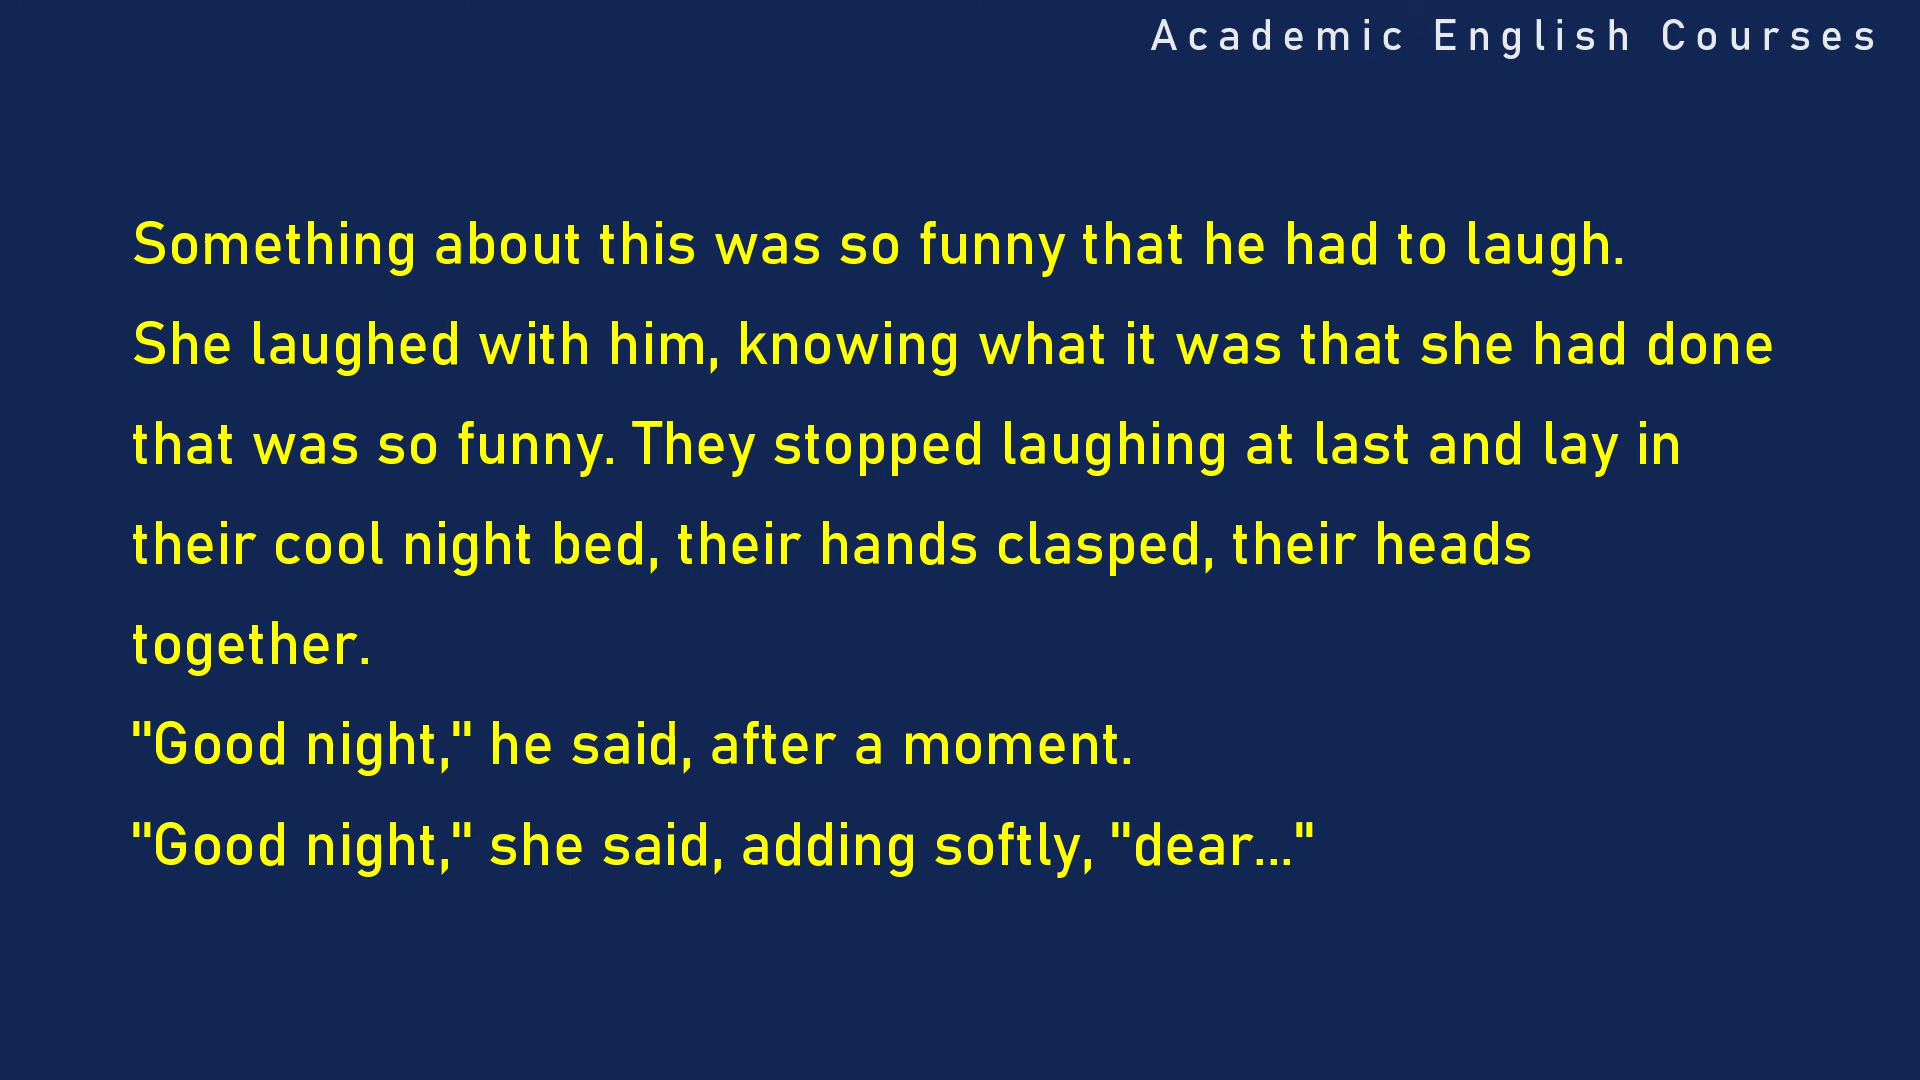 Academic English Courses
Something about this was so funny that he had to laugh.
She laughed with him, knowing what it was that she had done
that was so funny. They stopped laughing at last and lay in
their cool night bed, their hands clasped, their heads
together.
"Good night," he said, after a moment.
"Good night," she said, adding softly, "dear..."